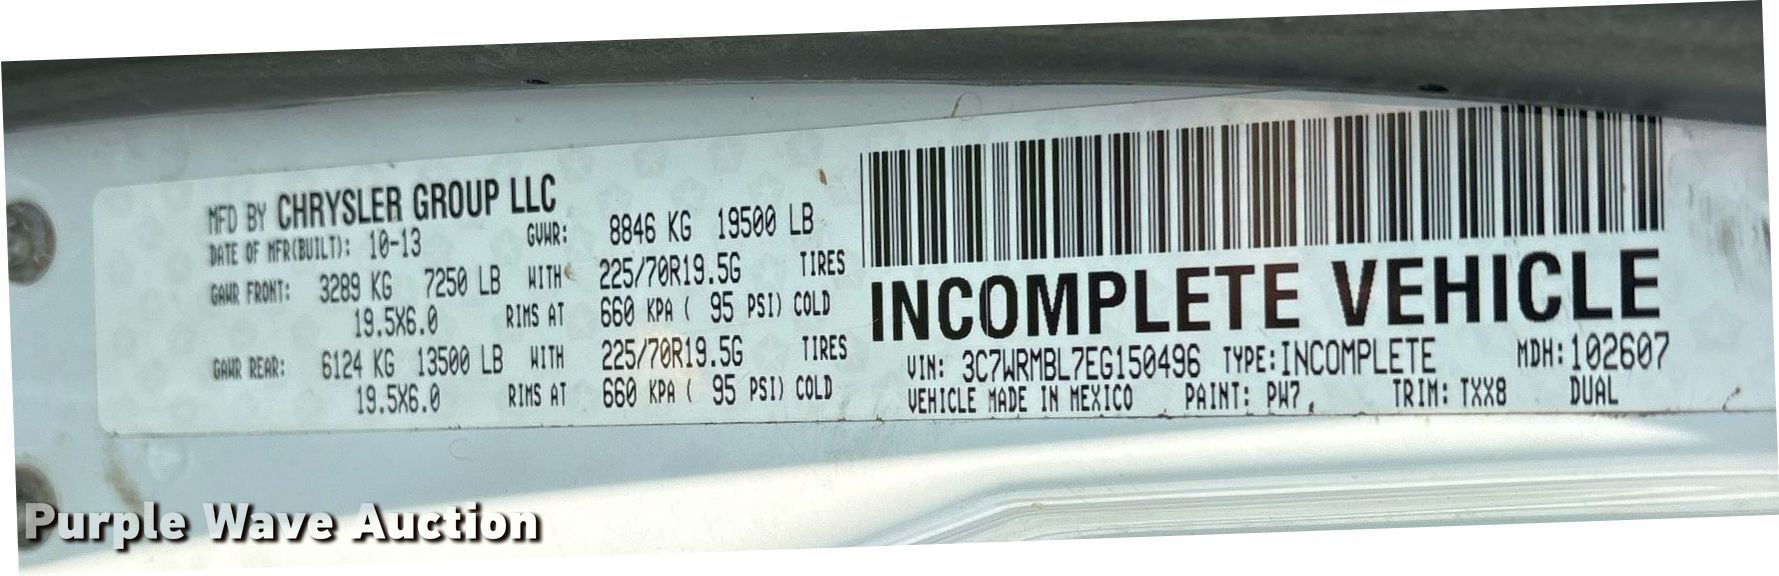 MFD BY CHRYSLER GROUP LLC
DATE OF MFR(BUILT): 10-13 GVWR: 8846 KG 19500 LB
GAWR FRONT: 3289 KG 7250 LB WITH 225/70R19.5G TIRES
19.5X6.0 RIMS AT 660 KPA ( 95 PSI) COLD
GAWR REAR: 6124 KG 13500 LB WITH 225/70R19.5G TIRES
19.5X6.0 RIMS AT 660 KPA ( 95 PSI) COLD
INCOMPLETE VEHICLE
VIN: 3C7WRMBL7EG150496 TYPE:INCOMPLETE MDH:102607
VEHICLE MADE IN MEXICO PAINT: PW7 TRIM: TXX8 DUAL
Purple Wave Auction